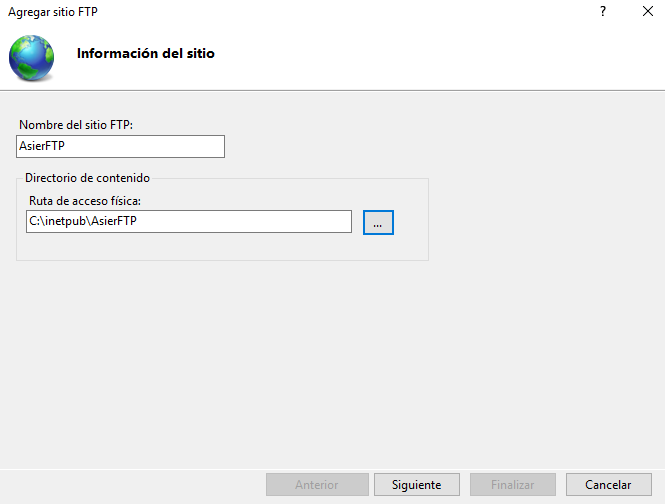 Agregar sitio FTP
?
Información del sitio
Nombre del sitio FTP:
AsierFTP
Directorio de contenido
Ruta de acceso física:
C:\inetpub\AsierFTP
...
Anterior
Siguiente
Finalizar
Cancelar